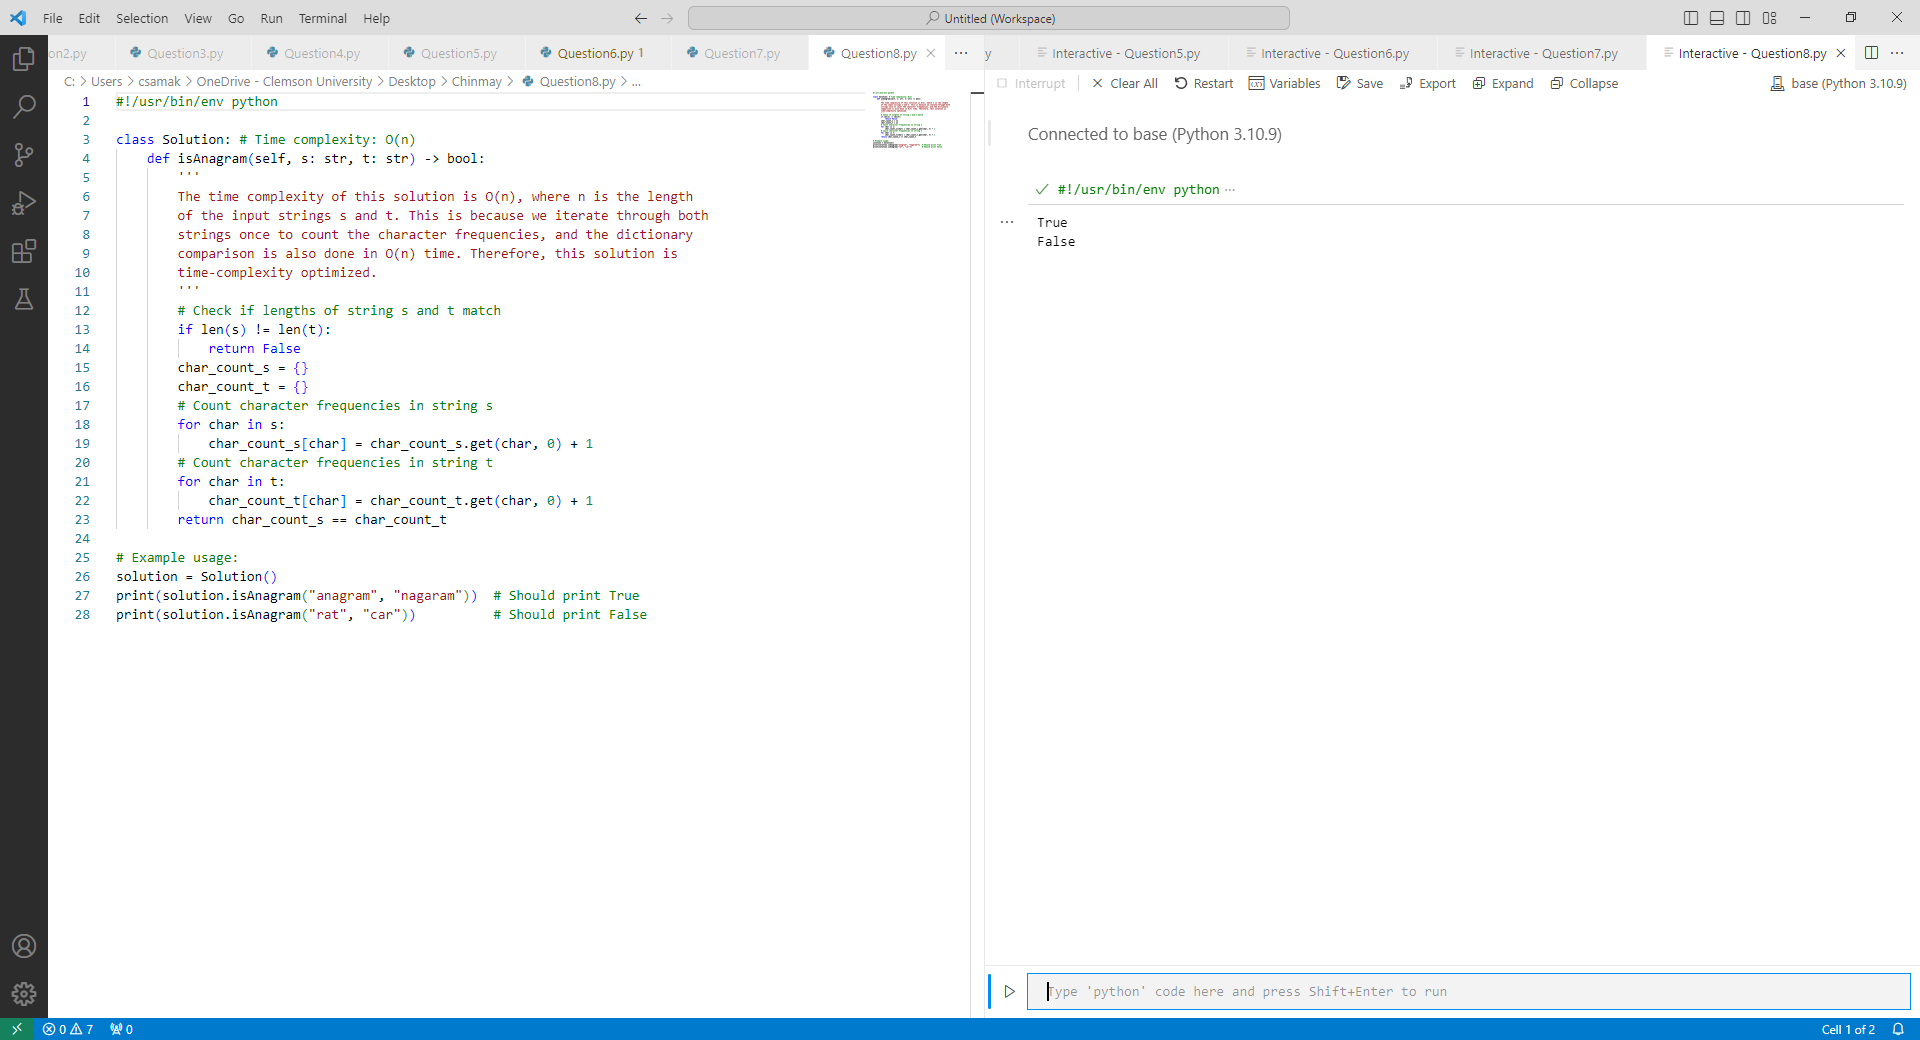 File Edit Selection View Go Run Terminal Help
Untitled (Workspace)
on2.py Question3.py Question4.py Question5.py Question6.py 1 Question7.py Question8.py ...
y Interactive - Question5.py Interactive - Question6.py Interactive - Question7.py Interactive - Question8.py ...
C: > Users > csamak > OneDrive - Clemson University > Desktop > Chinmay > Question8.py > ...
Interrupt Clear All Restart Variables Save Export Expand Collapse base (Python 3.10.9)
1 #!/usr/bin/env python
2
3 class Solution: # Time complexity: O(n)
4     def isAnagram(self, s: str, t: str) -> bool:
5         '''
6         The time complexity of this solution is O(n), where n is the length
7         of the input strings s and t. This is because we iterate through both
8         strings once to count the character frequencies, and the dictionary
9         comparison is also done in O(n) time. Therefore, this solution is
10         time-complexity optimized.
11         '''
12         # Check if lengths of string s and t match
13         if len(s) != len(t):
14             return False
15         char_count_s = {}
16         char_count_t = {}
17         # Count character frequencies in string s
18         for char in s:
19             char_count_s[char] = char_count_s.get(char, 0) + 1
20         # Count character frequencies in string t
21         for char in t:
22             char_count_t[char] = char_count_t.get(char, 0) + 1
23         return char_count_s == char_count_t
24
25 # Example usage:
26 solution = Solution()
27 print(solution.isAnagram("anagram", "nagaram"))  # Should print True
28 print(solution.isAnagram("rat", "car"))          # Should print False
Connected to base (Python 3.10.9)
#!/usr/bin/env python ...
... True
False
Type 'python' code here and press Shift+Enter to run
0 7 0
Cell 1 of 2